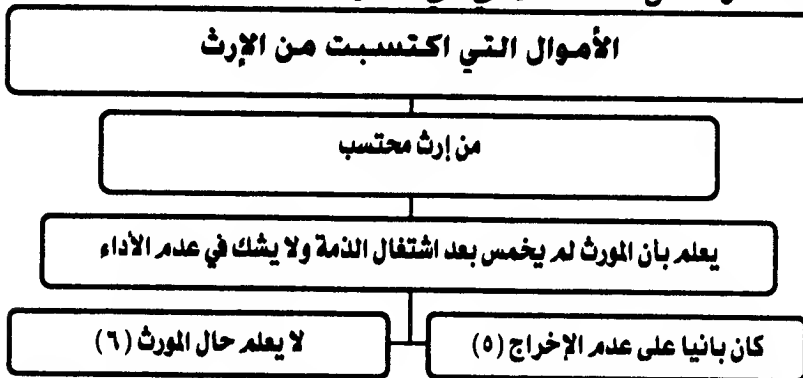 الأموال التي اكتسبت من الإرث
من إرث محتسب
يعلم بأن المورث لم يخمس بعد اشتغال الذمة ولا يشك في عدم الأداء
كان بانيا على عدم الإخراج (٥)
لا يعلم حال المورث (٦)